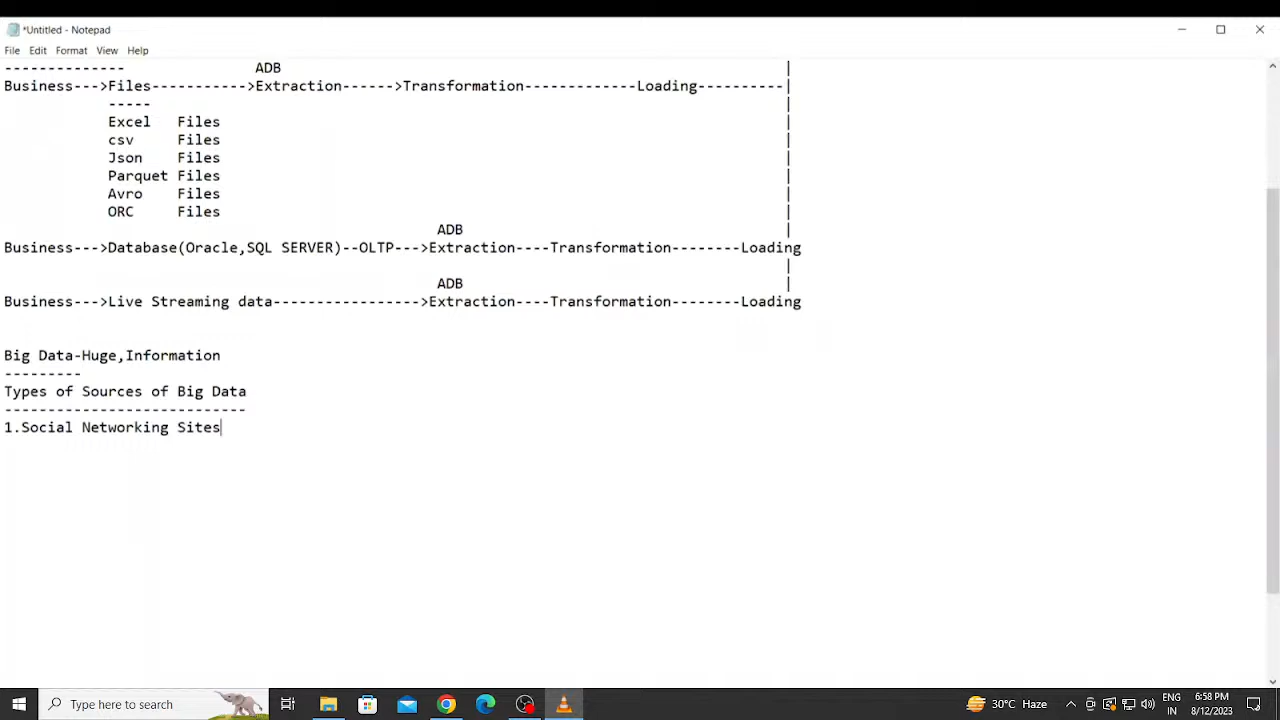 *Untitled - Notepad
File Edit Format View Help
-------------- ADB |
Business--->Files----------->Extraction------>Transformation-------------Loading----------|
----- |
Excel Files |
csv Files |
Json Files |
Parquet Files |
Avro Files |
ORC Files |
ADB |
Business--->Database(Oracle,SQL SERVER)--OLTP--->Extraction----Transformation--------Loading
|
ADB |
Business--->Live Streaming data----------------->Extraction----Transformation--------Loading
Big Data-Huge,Information
---------
Types of Sources of Big Data
----------------------------
1.Social Networking Sites
Type here to search
30°C Haze
ENG
IN
6:58 PM
8/12/2023